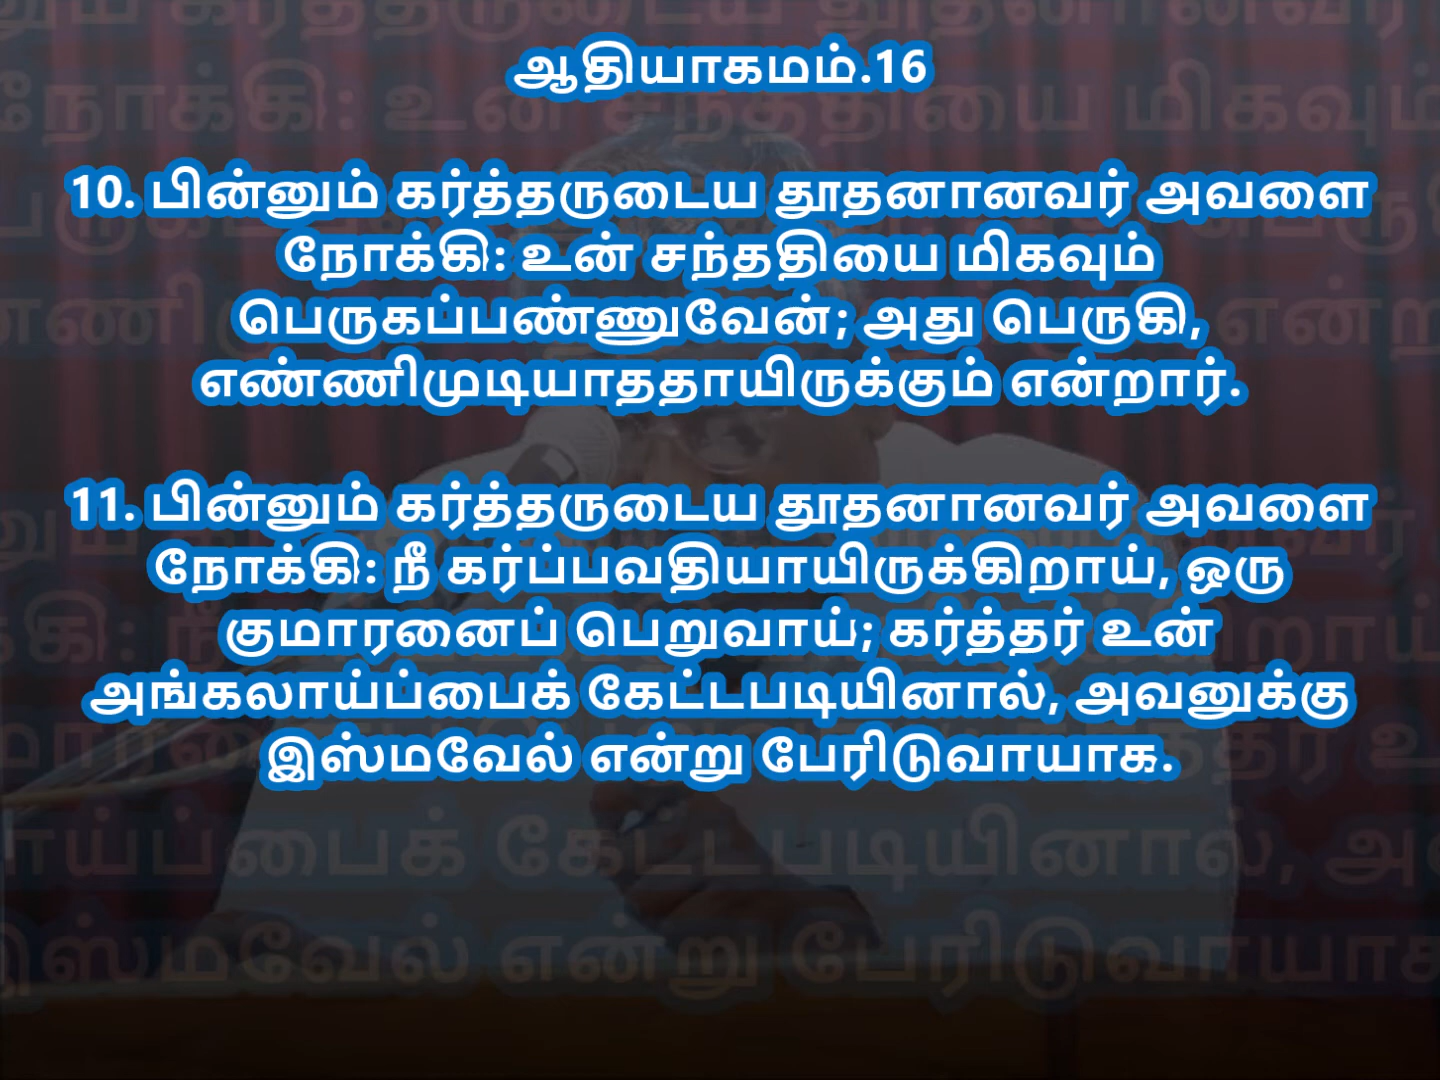 ஆதியாகமம்.16
10. பின்னும் கர்த்தருடைய தூதனானவர் அவளை
நோக்கி: உன் சந்ததியை மிகவும்
பெருகப்பண்ணுவேன்; அது பெருகி,
எண்ணிமுடியாததாயிருக்கும் என்றார்.
11. பின்னும் கர்த்தருடைய தூதனானவர் அவளை
நோக்கி: நீ கர்ப்பவதியாயிருக்கிறாய், ஒரு
குமாரனைப் பெறுவாய்; கர்த்தர் உன்
அங்கலாய்ப்பைக் கேட்டபடியினால், அவனுக்கு
இஸ்மவேல் என்று பேரிடுவாயாக.